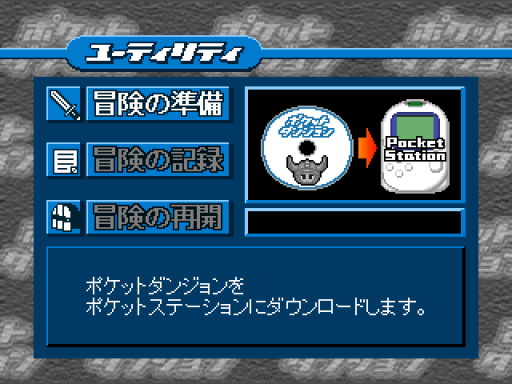 ユーティリティ
冒険の準備
冒険の記録
冒険の再開
ポケット
ダンジョン
Pocket
Station
ポケットダンジョンを
ポケットステーションにダウンロードします。